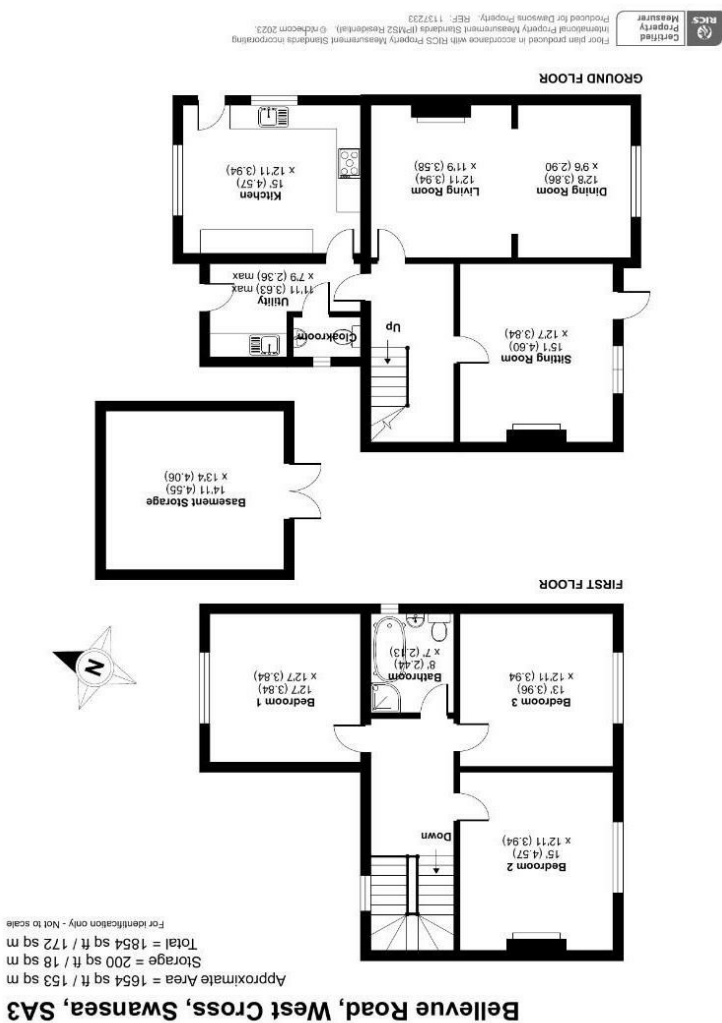 Bellevue Road, West Cross, Swansea, SA3
Approximate Area = 1654 sq ft / 153 sq m
Storage = 200 sq ft / 18 sq m
Total = 1854 sq ft / 172 sq m
For identification only - Not to scale
Bedroom 2
15' (4.57)
x 12'11 (3.94)
Down
Bedroom 3
13' (3.96)
x 12'11 (3.94
Bathroom
8' (2.44)
x 7' (2.13)
Bedroom 1
12'7 (3.84)
x 12'7 (3.84)
N
FIRST FLOOR
Basement Storage
14'11 (4.55)
x 13'4 (4.06)
Sitting Room
15'1 (4.60)
x 12'7 (3.84)
Up
Cloakroom
Utility
11'11 (3.63) max
x 7'9 (2.36) max
Dining Room
12'8 (3.86)
9'6 (2.90
Living Room
12'11 (3.94)
x 11'9 (3.58)
Kitchen
15' (4.57)
x 12'11 (3.94)
GROUND FLOOR
RICS
Certified
Property
Measurer
Floor plan produced in accordance with RICS Property Measurement Standards incorporating
International Property Measurement Standards (IPMS2 Residential). ©nichecom 2023.
Produced for Dawsons Property. REF: 1137233